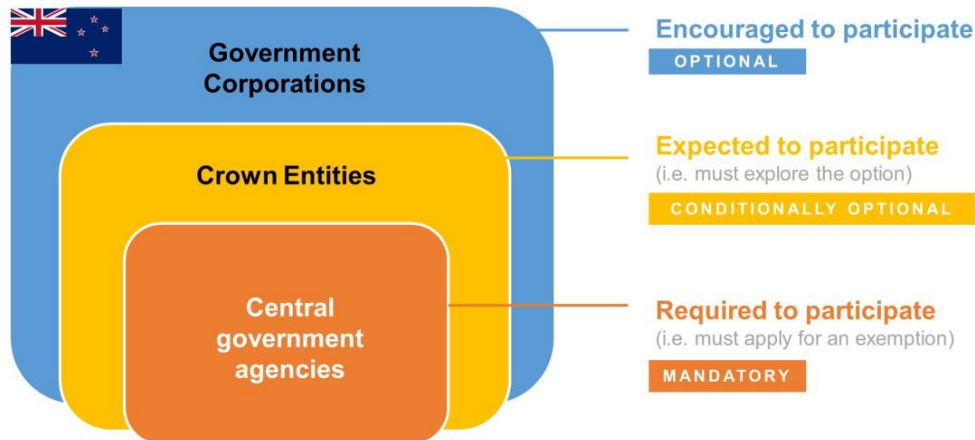 Government
Corporations
Encouraged to participate
OPTIONAL
Crown Entities
Expected to participate
(i.e. must explore the option)
CONDITIONALLY OPTIONAL
Central
government
agencies
Required to participate
(i.e. must apply for an exemption)
MANDATORY